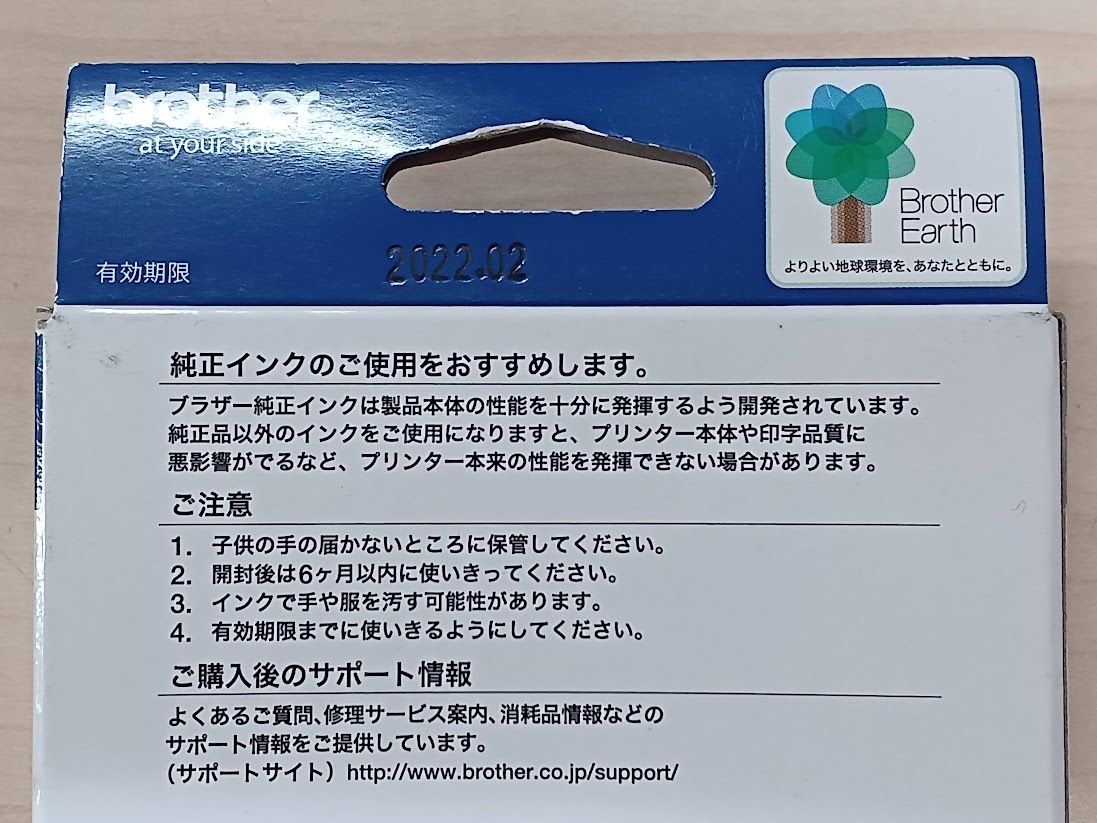 brother
at your side
Brother
Earth
よりよい地球環境を、あなたとともに。
有効期限 2022.02
純正インクのご使用をおすすめします。
ブラザー純正インクは製品本体の性能を十分に発揮するよう開発されています。
純正品以外のインクをご使用になりますと、プリンター本体や印字品質に
悪影響がでるなど、プリンター本来の性能を発揮できない場合があります。
ご注意
1. 子供の手の届かないところに保管してください。
2. 開封後は6ヶ月以内に使いきってください。
3. インクで手や服を汚す可能性があります。
4. 有効期限までに使いきるようにしてください。
ご購入後のサポート情報
よくあるご質問、修理サービス案内、消耗品情報などの
サポート情報をご提供しています。
(サポートサイト) http://www.brother.co.jp/support/